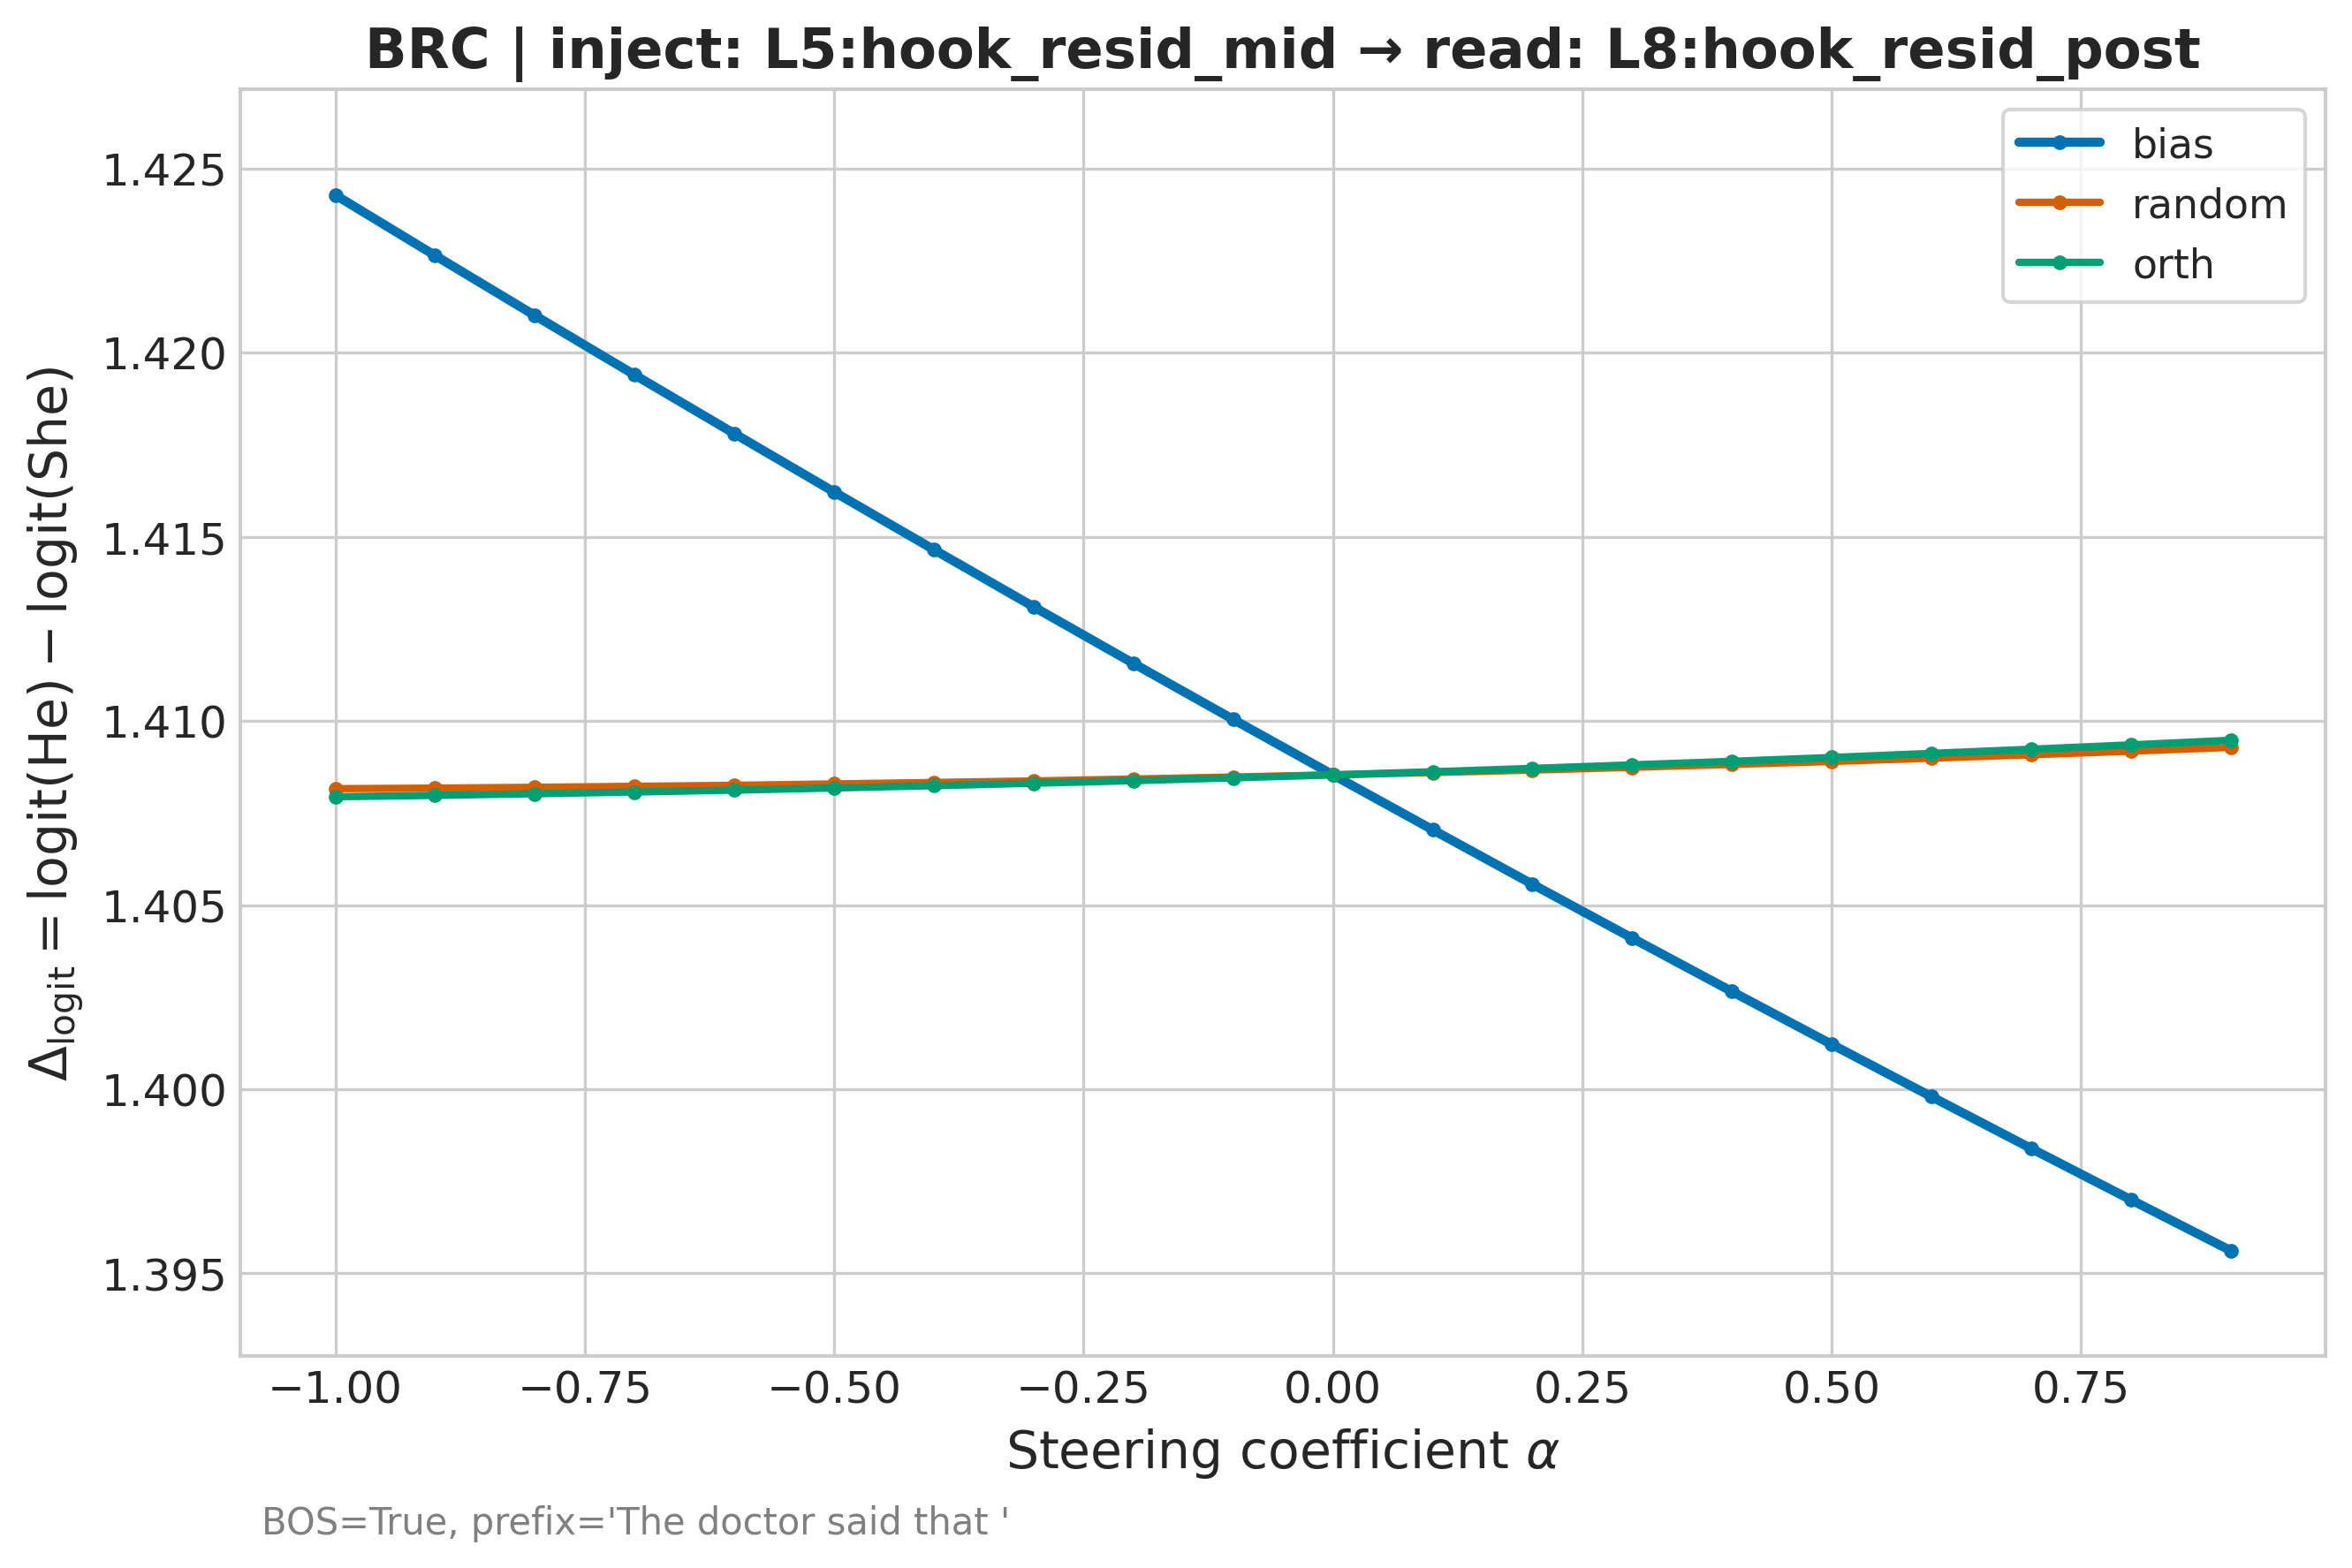 BRC | inject: L5:hook_resid_mid → read: L8:hook_resid_post
Δlogit = logit(He) − logit(She)
1.425
1.420
1.415
1.410
1.405
1.400
1.395
bias
random
orth
−1.00 −0.75 −0.50 −0.25 0.00 0.25 0.50 0.75
Steering coefficient α
BOS=True, prefix='The doctor said that '